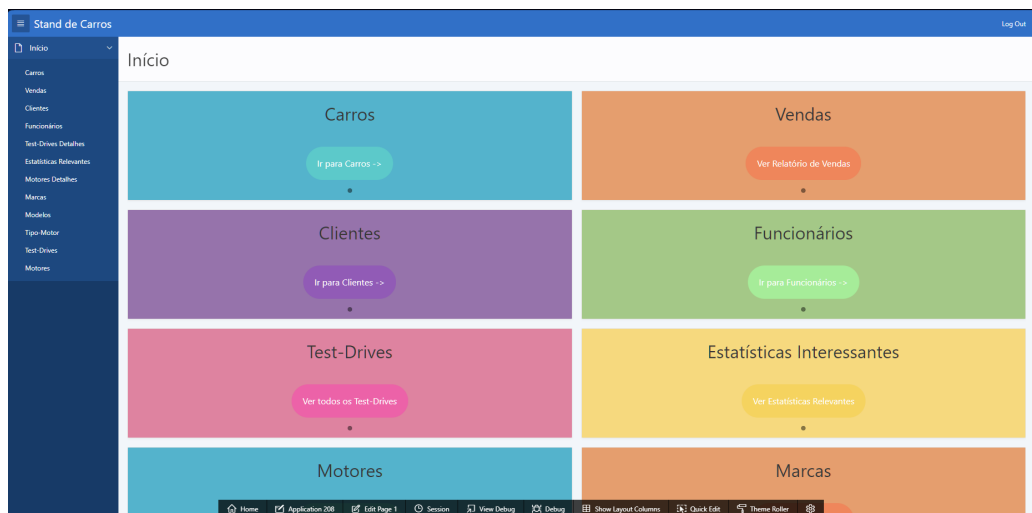 Stand de Carros
Log Out
Início
Carros
Vendas
Clientes
Funcionários
Test-Drives Detalhes
Estatísticas Relevantes
Motores Detalhes
Marcas
Modelos
Tipo-Motor
Test-Drives
Motores
Início
Carros
Ir para Carros ->
Vendas
Ver Relatório de Vendas
Clientes
Ir para Clientes ->
Funcionários
Ir para Funcionários ->
Test-Drives
Ver todos os Test-Drives
Estatísticas Interessantes
Ver Estatísticas Relevantes
Motores
Marcas
Home Application 208 Edit Page 1 Session View Debug Debug Show Layout Columns Quick Edit Theme Roller